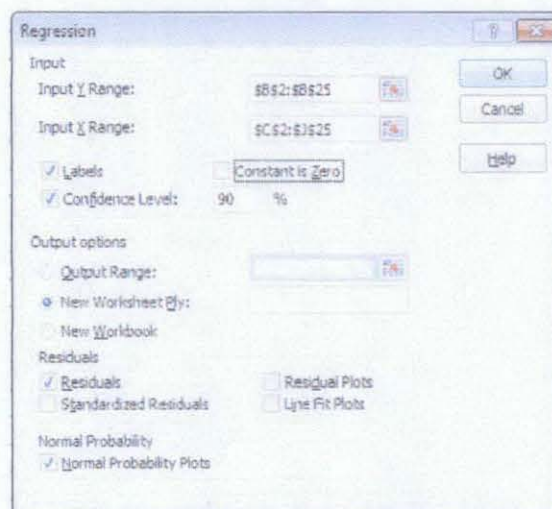 Regression
Input
Input Y Range: $B$2:$B$25
Input X Range: $C$2:$J$25
OK
Cancel
Help
Labels Constant is Zero
Confidence Level: 90 %
Output options
Output Range:
New Worksheet Ply:
New Workbook
Residuals
Residuals Residual Plots
Standardized Residuals Line Fit Plots
Normal Probability
Normal Probability Plots